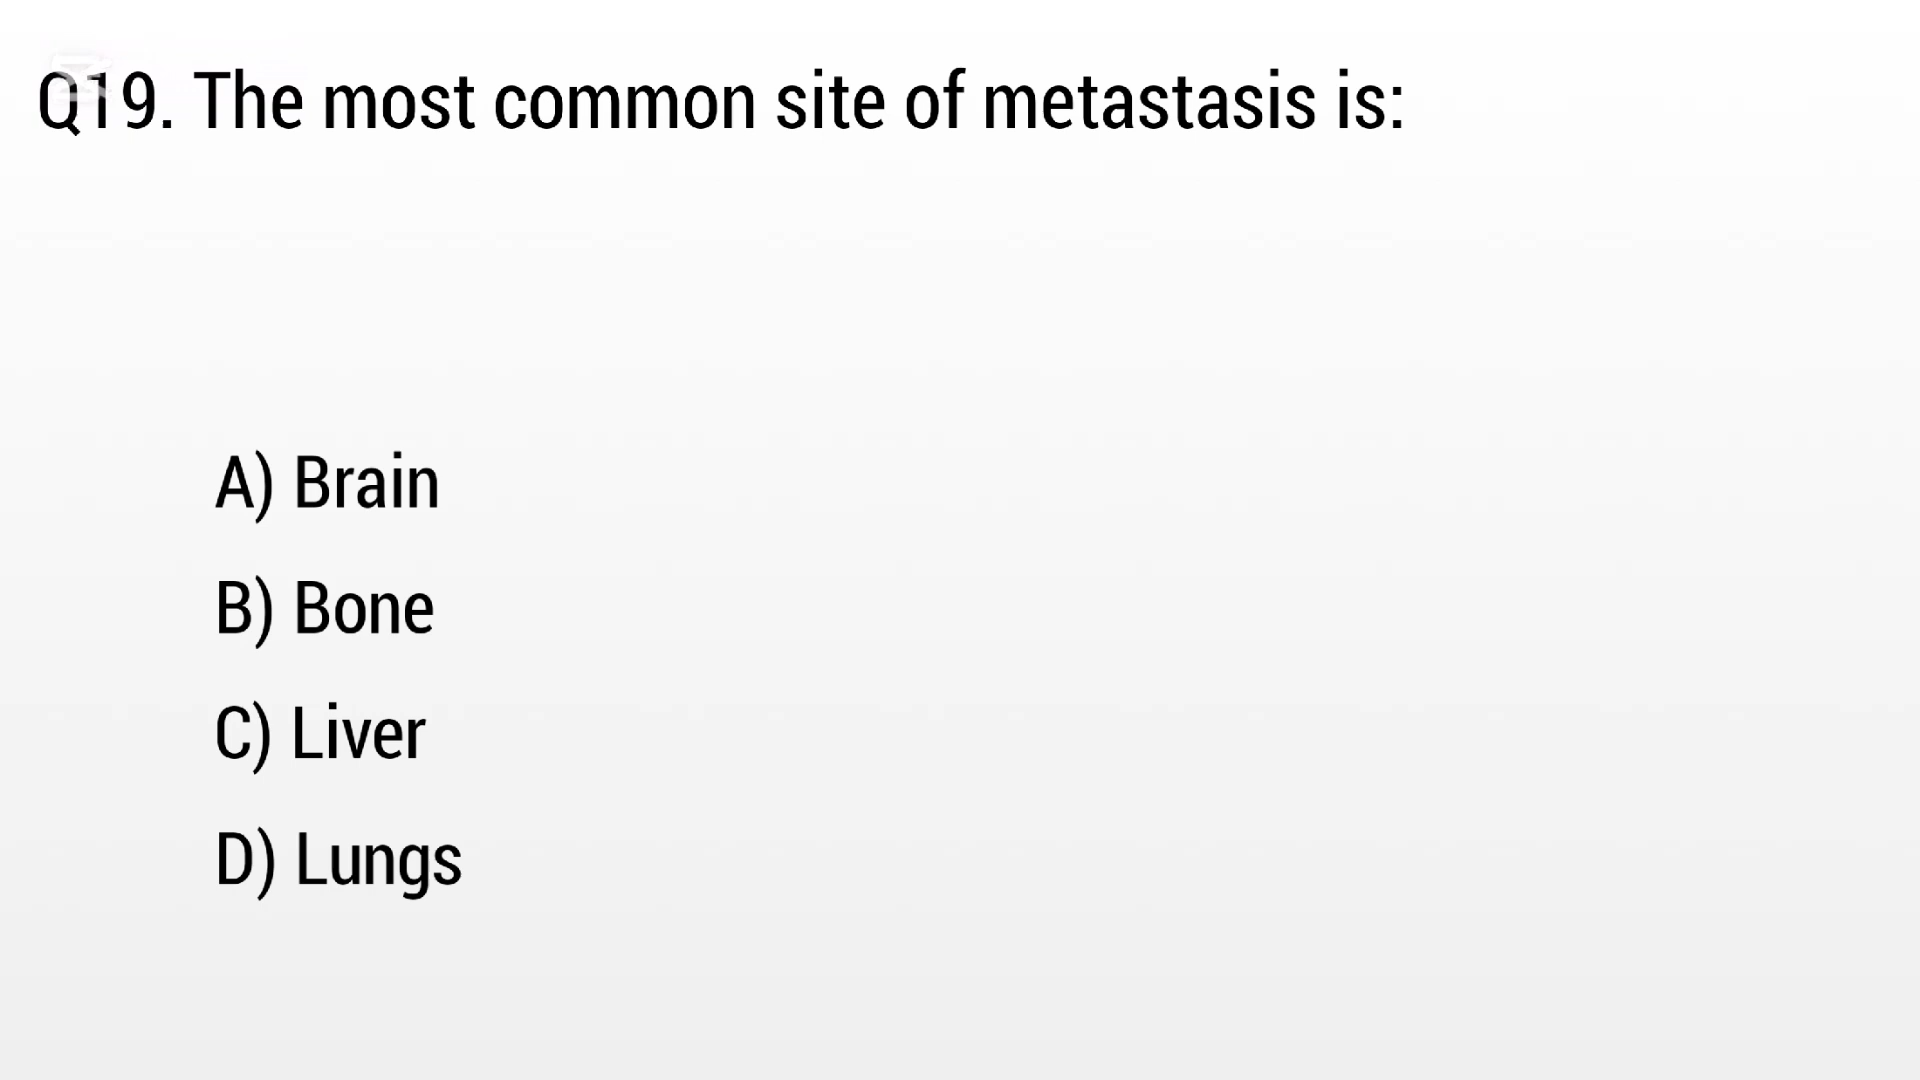 Q19. The most common site of metastasis is:
A) Brain
B) Bone
C) Liver
D) Lungs